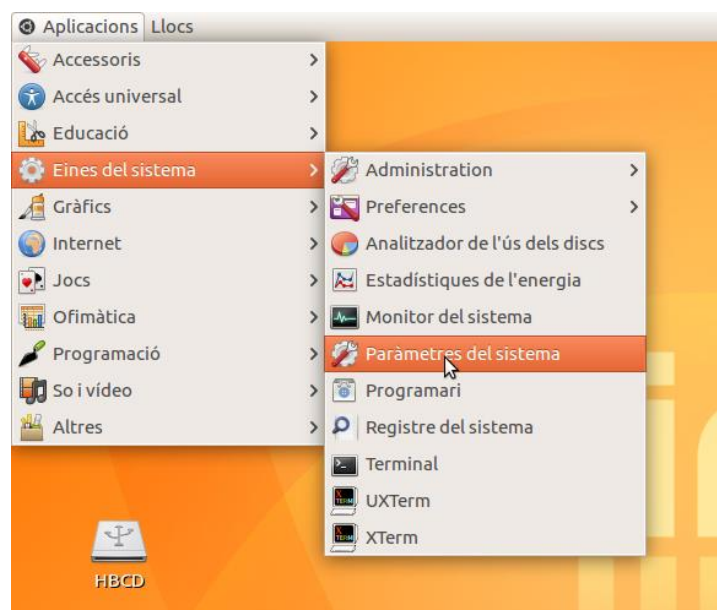 Aplicacions Llocs
Accessoris
Accés universal
Educació
Eines del sistema
Gràfics
Internet
Jocs
Ofimàtica
Programació
So i vídeo
Altres
Administration
Preferences
Analitzador de l'ús dels discs
Estadístiques de l'energia
Monitor del sistema
Paràmetres del sistema
Programari
Registre del sistema
Terminal
UXTerm
XTerm
HBCD